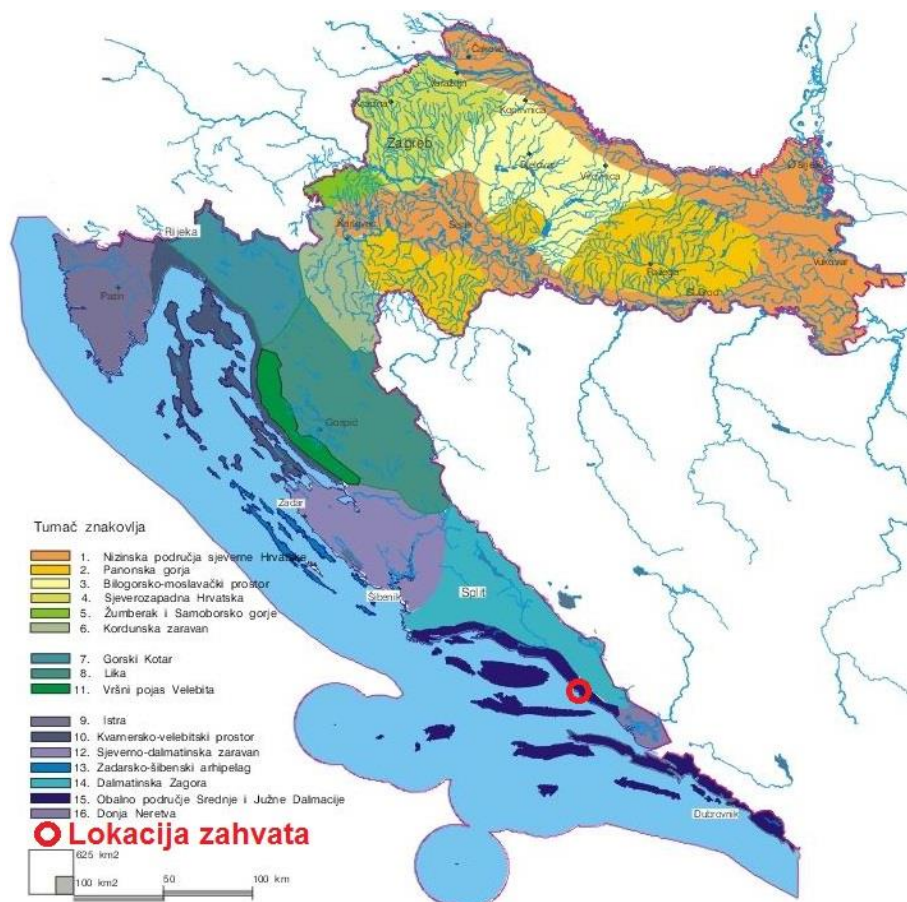 Čakovec
Varaždin
Krapina
Koprivnica
Zagreb
Bjelovar
Virovitica
Osijek
Karlovac
Sisak
Rijeka
Požega
Vukovar
Pazin
Gospić
Zadar
Tumač znakovlja
1. Nizinska područja sjeverne Hrvatske
2. Panonska gorja
3. Bilogorsko-moslavački prostor
4. Sjeverozapadna Hrvatska
5. Žumberak i Samoborsko gorje
6. Kordunska zaravan
Šibenik
Split
7. Gorski Kotar
8. Lika
11. Vršni pojas Velebita
9. Istra
10. Kvarnersko-velebitski prostor
12. Sjeverno-dalmatinska zaravan
13. Zadarsko-šibenski arhipelag
14. Dalmatinska Zagora
15. Obalno područje Srednje i Južne Dalmacije
16. Donja Neretva
Dubrovnik
Lokacija zahvata
625 km2
100 km2
50
100 km